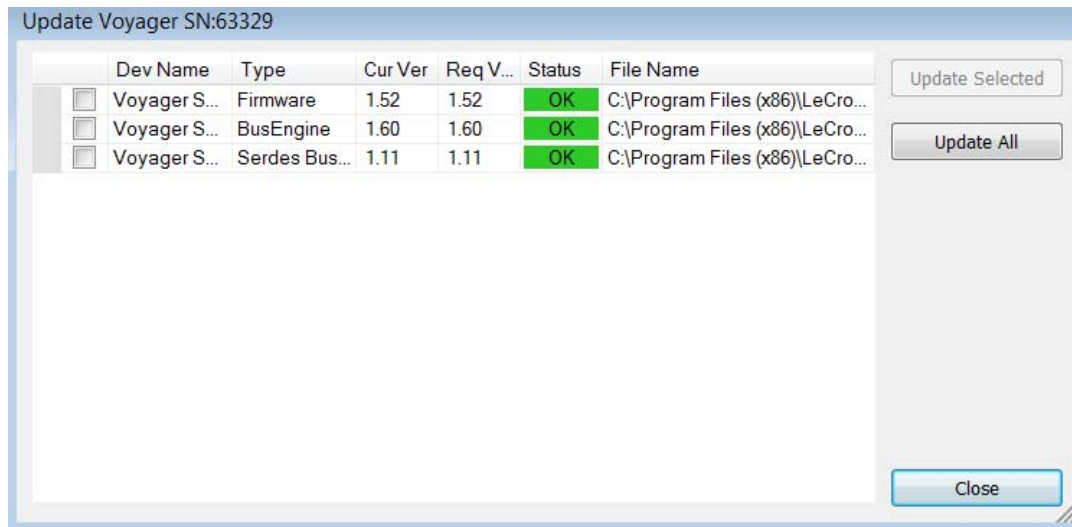 Update Voyager SN:63329
Dev Name Type Cur Ver Req V... Status File Name
Voyager S... Firmware 1.52 1.52 OK C:\Program Files (x86)\LeCro...
Voyager S... BusEngine 1.60 1.60 OK C:\Program Files (x86)\LeCro...
Voyager S... Serdes Bus... 1.11 1.11 OK C:\Program Files (x86)\LeCro...
Update Selected
Update All
Close